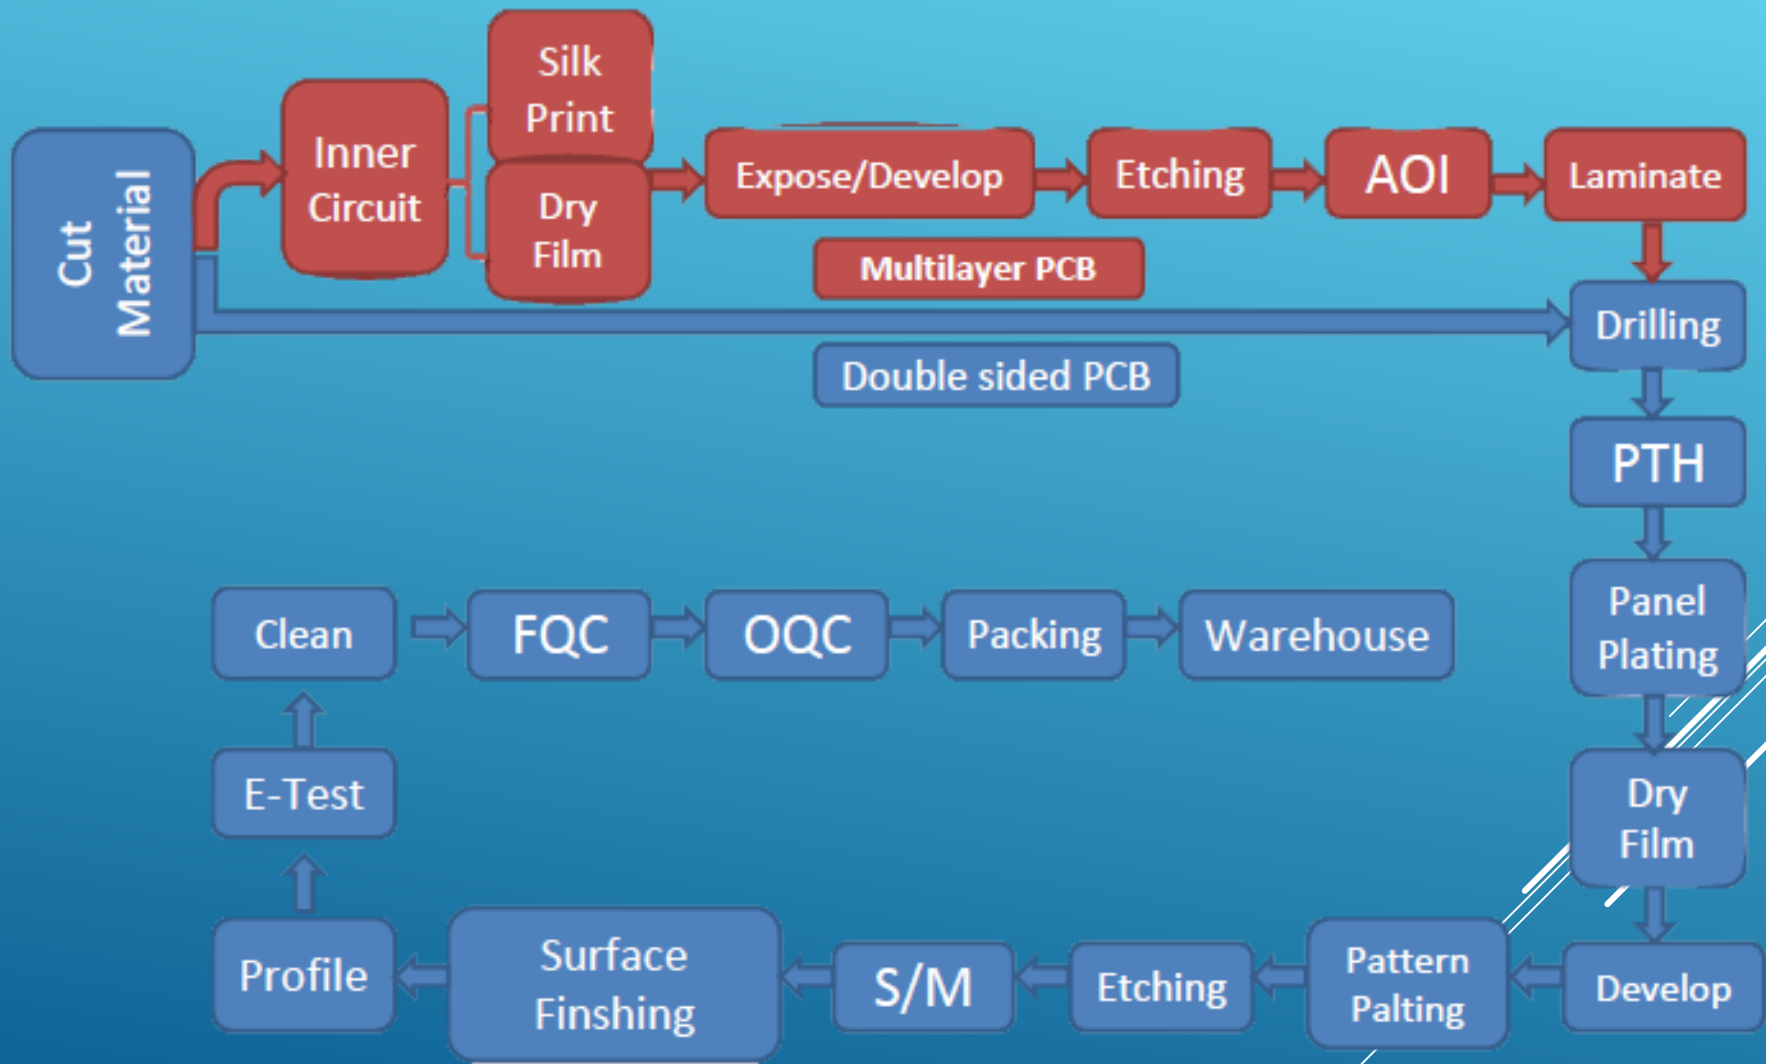 Cut
Material
Inner
Circuit
Silk
Print
Dry
Film
Expose/Develop
Etching
AOI
Laminate
Multilayer PCB
Double sided PCB
Drilling
PTH
Panel
Plating
Dry
Film
Develop
Pattern
Palting
Etching
S/M
Surface
Finshing
Profile
E-Test
Clean
FQC
OQC
Packing
Warehouse